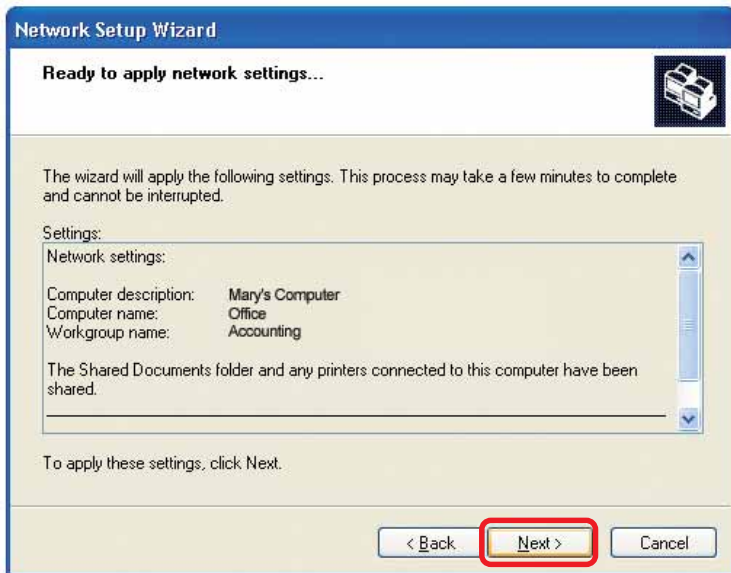 Network Setup Wizard
Ready to apply network settings...
The wizard will apply the following settings. This process may take a few minutes to complete
and cannot be interrupted.
Settings:
Network settings:
Computer description: Mary's Computer
Computer name: Office
Workgroup name: Accounting
The Shared Documents folder and any printers connected to this computer have been
shared.
To apply these settings, click Next.
< Back Next > Cancel